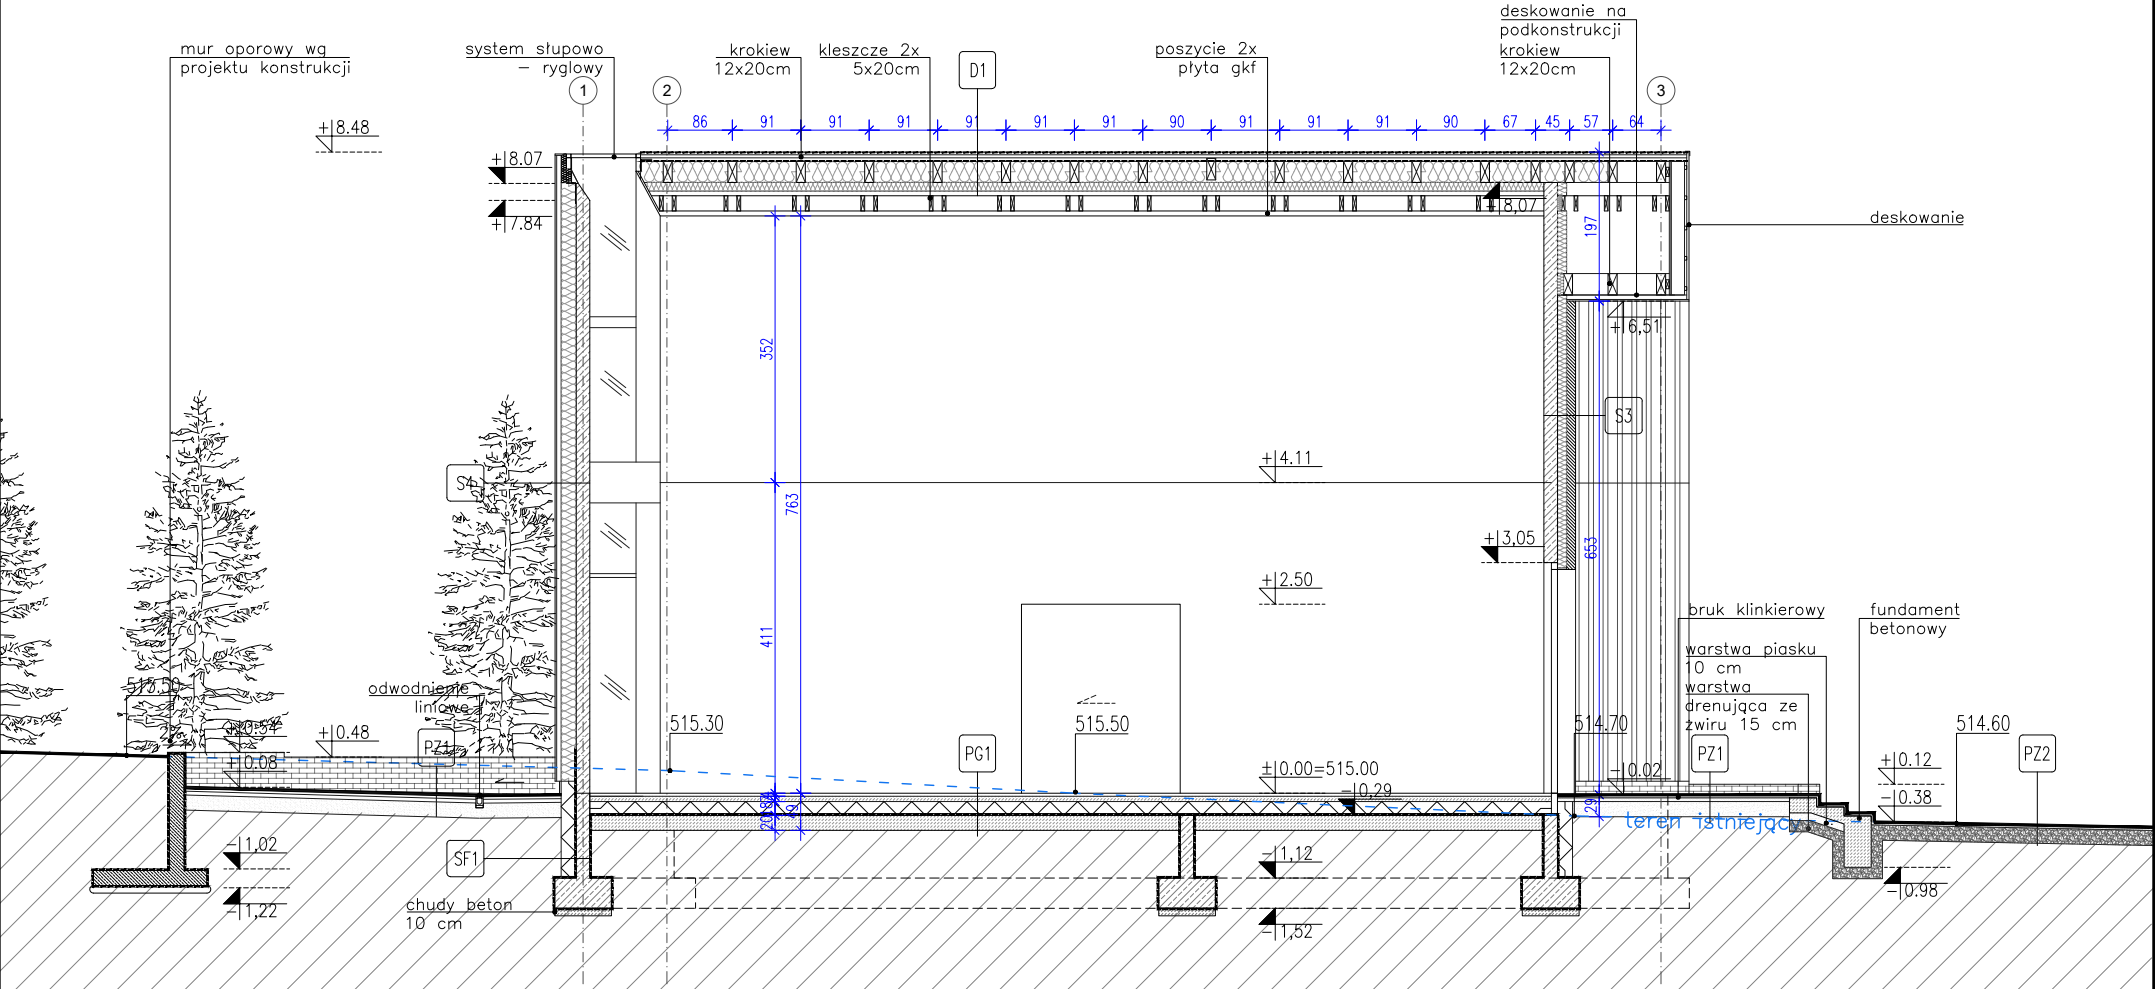 mur oporowy wg
projektu konstrukcji
system słupowo
– ryglowy
krokiew
12x20cm
kleszcze 2x
5x20cm
D1
poszycie 2x
płyta gkf
deskowanie na
podkonstrukcji
krokiew
12x20cm
1
2
3
86 91 91 91 91 91 91 90 91 91 91 90 67 45 57 64
+8.48
+8.07
+7.84
+8,07
197
deskowanie
+6,51
352
S3
+4.11
S4
763
+3,05
653
+2.50
411
bruk klinkierowy
fundament
betonowy
warstwa piasku
10 cm
warstwa
drenująca ze
żwiru 15 cm
515.50
odwodnienie
liniowe
+0.54
+0.48
+0.08
PZ1
515.30
PG1
515.50
±0.00=515.00
-0,29
514.70
-0.02
PZ1
+0.12
-0.38
514.60
PZ2
49
29
teren istniejący
-1,02
-1,22
SF1
chudy beton
10 cm
-1,12
-1,52
-0.98